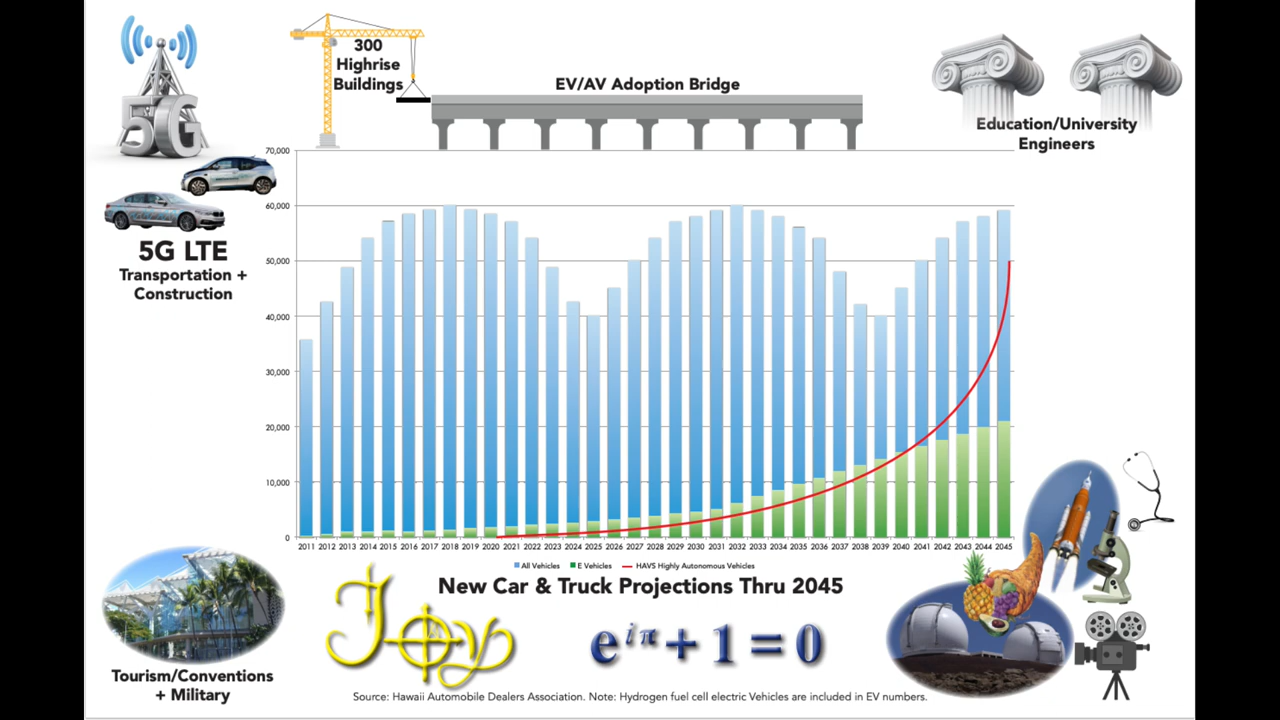 300
Highrise
Buildings
EV/AV Adoption Bridge
Education/University
Engineers
5G
5G LTE
Transportation +
Construction
70,000
60,000
50,000
40,000
30,000
20,000
10,000
0
2011 2012 2013 2014 2015 2016 2017 2018 2019 2020 2021 2022 2023 2024 2025 2026 2027 2028 2029 2030 2031 2032 2033 2034 2035 2036 2037 2038 2039 2040 2041 2042 2043 2044 2045
All Vehicles E Vehicles HAVS Highly Autonomous Vehicles
New Car & Truck Projections Thru 2045
Joy
e^{iπ}+1=0
Tourism/Conventions
+ Military
Source: Hawaii Automobile Dealers Association. Note: Hydrogen fuel cell electric Vehicles are included in EV numbers.